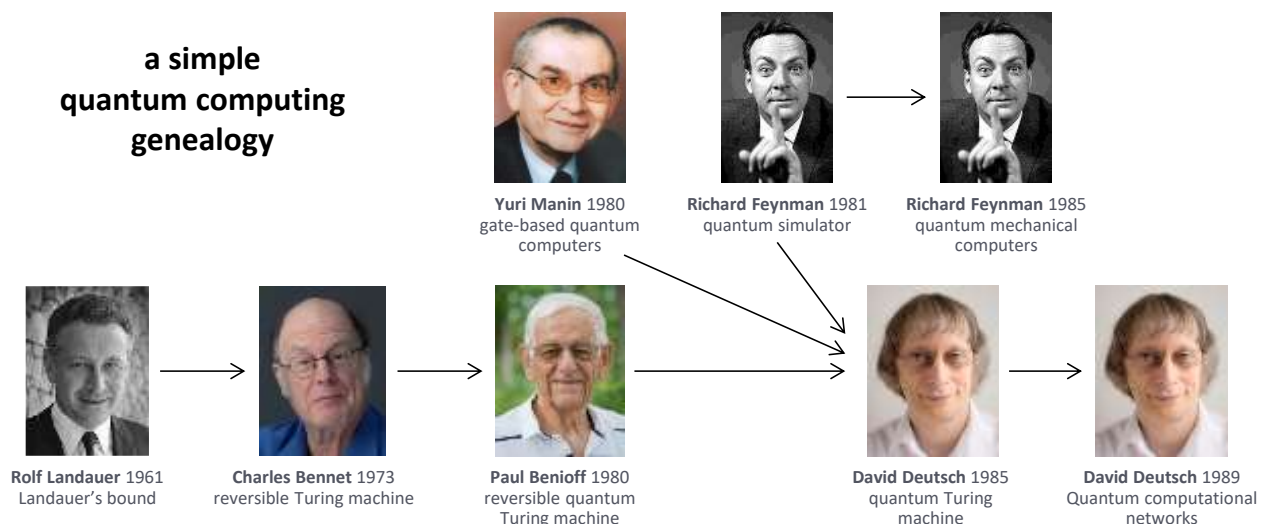 a simple
quantum computing
genealogy
Yuri Manin 1980
gate-based quantum
computers
Richard Feynman 1981
quantum simulator
Richard Feynman 1985
quantum mechanical
computers
Rolf Landauer 1961
Landauer’s bound
Charles Bennet 1973
reversible Turing machine
Paul Benioff 1980
reversible quantum
Turing machine
David Deutsch 1985
quantum Turing
machine
David Deutsch 1989
Quantum computational
networks